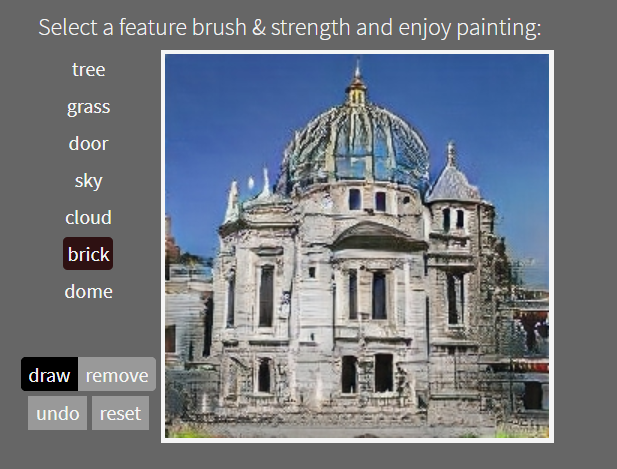 Select a feature brush & strength and enjoy painting:
tree
grass
door
sky
cloud
brick
dome
draw remove
undo reset